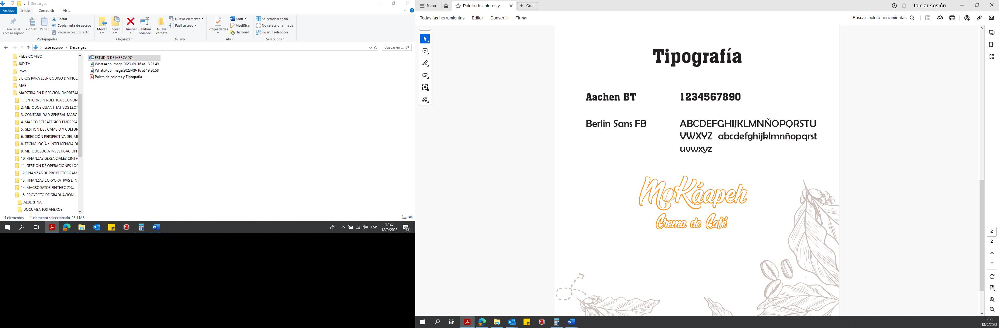 Descargas
Archivo Inicio Compartir Vista
Anclar al Acceso rápido
Copiar
Pegar
Cortar
Copiar ruta de acceso
Pegar acceso directo
Portapapeles
Mover a
Copiar a
Eliminar
Cambiar nombre
Organizar
Nueva carpeta
Nuevo elemento
Fácil acceso
Nuevo
Propiedades
Abrir
Modificar
Historial
Abrir
Seleccionar todo
No seleccionar nada
Invertir selección
Seleccionar
Este equipo > Descargas
Buscar en ...
FIEDEICOMISO
JUDITH
leyes
LIBROS PARA LEER CODIGO D VINCC
MAE
MAESTRIA EN DIRECCION EMPRESAI
1. ENTORNO Y POLITICA ECONOM
2. MÉTODOS CUANTITATIVOS LEON
3. CONTABILIDAD GENERAL MARC
4. MARCO ESTRATÉGICO EMPRESA
5. GESTION DEL CAMBIO Y CULTUR
6. DIRECCIÓN PERSPECTIVA DEL MI
8. TECNOLOGÍA e INTELIGENCIA DI
9. METODOLOGÍA INVESTIGACION
10. FINANZAS GERENCIALES CINTH
11. GESTION DE OPERACIONES LOG
12 FINANZAS DE PROYECTOS RAM
13. FINANZAS CORPORATIVAS E IN
14. MACRODATOS FINTHEC 79%
15. PROYECTO DE GRADUACIÓN
ALBERTINA
DOCUMENTOS ANEXOS
ESTUDIO DE MERCADO
WhatsApp Image 2023-09-16 at 18.23.49
WhatsApp Image 2023-09-16 at 19.30.58
Paleta de colores y Tipografia
4 elementos 1 elemento seleccionado 23.1 MB
ESP
17:25
18/9/2023
13
Menú
Paleta de colores y ...
Crear
Iniciar sesión
Todas las herramientas Editar Convertir Firmar
Buscar texto o herramientas
Tipografía
Aachen BT 1234567890
Berlin Sans FB ABCDEFGHIJKLMNÑOPQRSTU
VWXYZ abcdefghijklmnñopqrst
uvwxyz
MoKáapeh
Crema de Café
2
2
17:25
18/9/2023